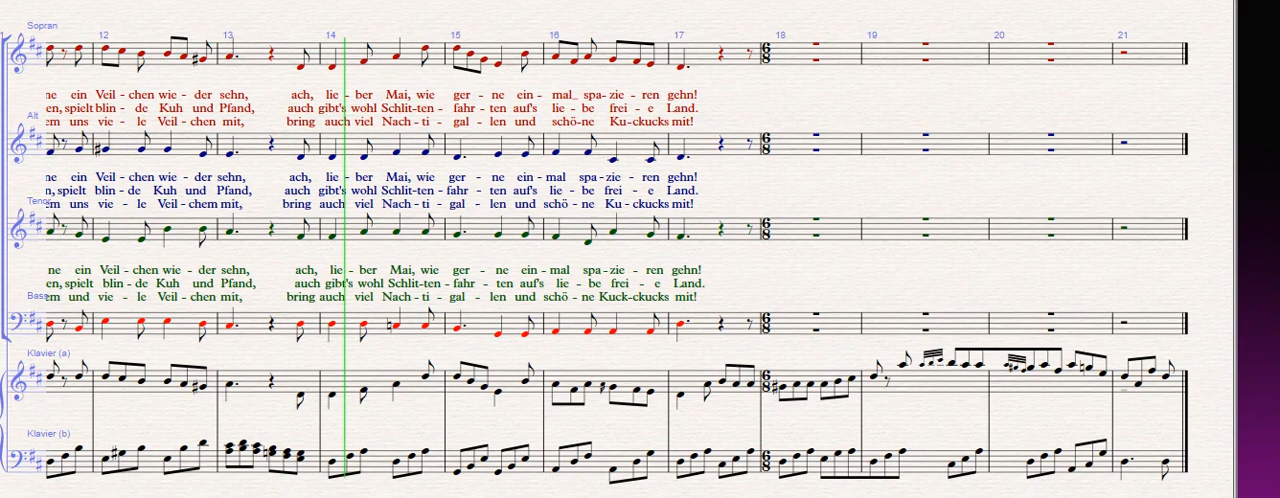 Sopran
12 13 14 15 16 17 18 19 20 21
ne ein Veil - chen wie - der sehn, ach, lie - ber Mai, wie ger - ne ein - mal_ spa - zie - ren gehn!
en, spielt blin - de Kuh und Pfand, auch gibt's wohl Schlit-ten - fahr - ten auf's lie - be frei - e Land.
em uns vie - le Veil - chen mit, bring auch viel Nach - ti - gal - len und schö-ne Ku-ckucks mit!
Alt
ne ein Veil - chen wie - der sehn, ach, lie - ber Mai, wie ger - ne ein - mal spa - zie - ren gehn!
n, spielt blin - de Kuh und Pfand, auch gibt's wohl Schlit-ten - fahr - ten auf's lie - be frei - e Land.
em uns vie - le Veil - chem mit, bring auch viel Nach - ti - gal - len und schö - ne Ku - ckucks mit!
Tenor
ne ein Veil - chen wie - der sehn, ach, lie - ber Mai, wie ger - ne ein - mal spa - zie - ren gehn!
en, spielt blin - de Kuh und Pfand, auch gibt's wohl Schlit-ten - fahr - ten auf's lie - be frei - e Land.
em und vie - le Veil - chen mit, bring auch viel Nach - ti - gal - len und schö - ne Kuck-ckucks mit!
Bass
Klavier (a)
6 8
Klavier (b)